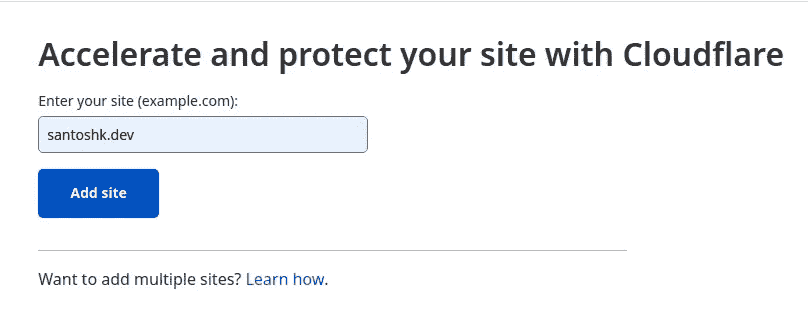 Accelerate and protect your site with Cloudflare
Enter your site (example.com):
santoshk.dev
Add site
Want to add multiple sites? Learn how.